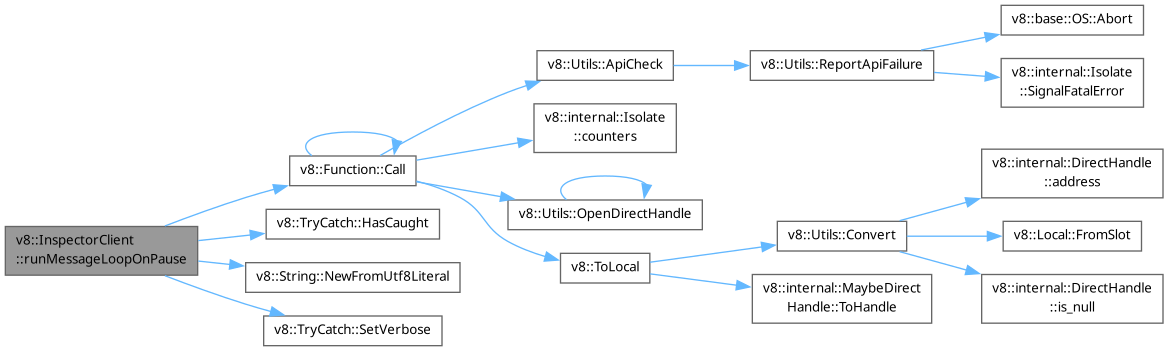 v8::InspectorClient
::runMessageLoopOnPause
v8::Function::Call
v8::TryCatch::HasCaught
v8::String::NewFromUtf8Literal
v8::TryCatch::SetVerbose
v8::Utils::ApiCheck
v8::internal::Isolate
::counters
v8::Utils::OpenDirectHandle
v8::ToLocal
v8::Utils::ReportApiFailure
v8::Utils::Convert
v8::internal::MaybeDirect
Handle::ToHandle
v8::base::OS::Abort
v8::internal::Isolate
::SignalFatalError
v8::internal::DirectHandle
::address
v8::Local::FromSlot
v8::internal::DirectHandle
::is_null